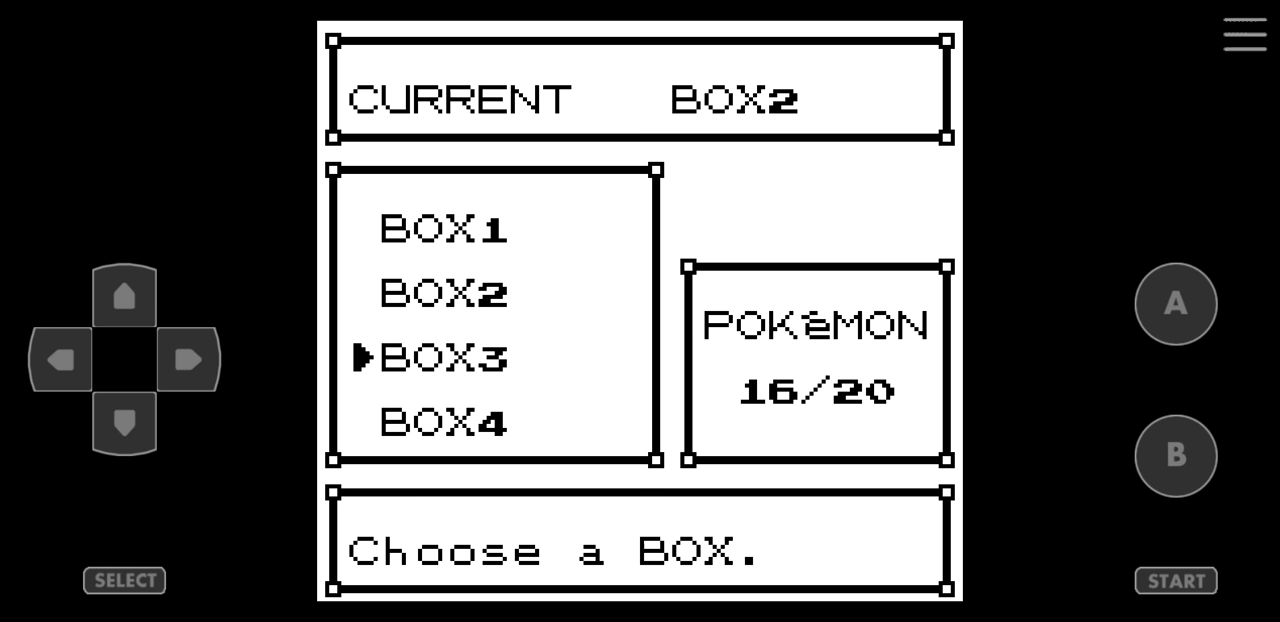 CURRENT BOX2
BOX1
BOX2
BOX3
BOX4
POKéMON
16/20
Choose a BOX.
A
B
SELECT
START